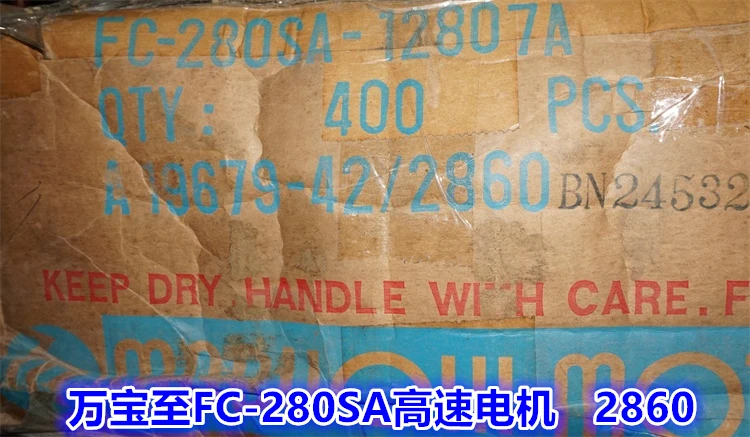 FC-280SA-12807A
QTY: 400 PCS
A19679-42/2860 BN24532
KEEP DRY HANDLE WITH CARE. F
万宝至FC-280SA高速电机 2860